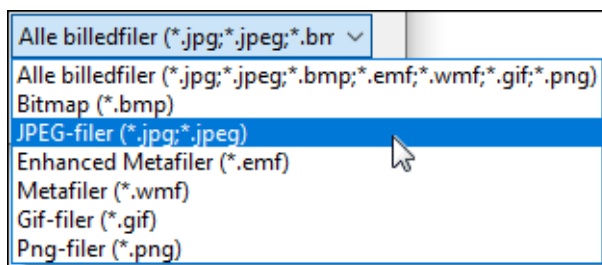 Alle billedfiler (*.jpg;*.jpeg;*.bm
Alle billedfiler (*.jpg;*.jpeg;*.bmp;*.emf;*.wmf;*.gif;*.png)
Bitmap (*.bmp)
JPEG-filer (*.jpg;*.jpeg)
Enhanced Metafiler (*.emf)
Metafiler (*.wmf)
Gif-filer (*.gif)
Png-filer (*.png)